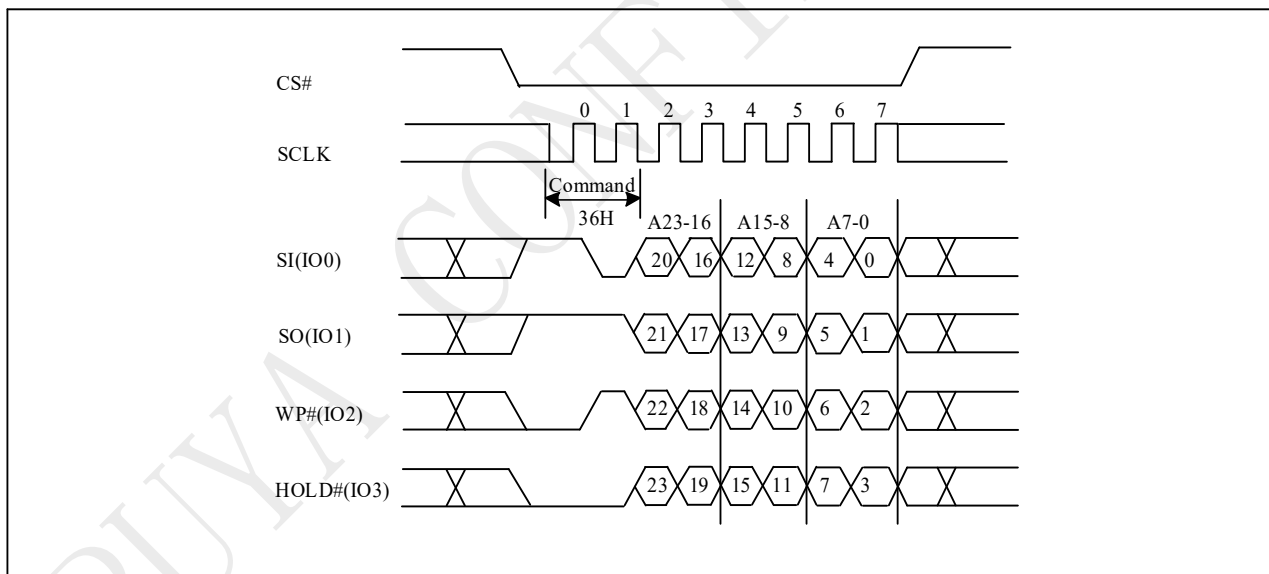 PUYA CONF
CS#
0 1 2 3 4 5 6 7
SCLK
Command
36H
A23-16 A15-8 A7-0
SI(IO0) 20 16 12 8 4 0
SO(IO1) 21 17 13 9 5 1
WP#(IO2) 22 18 14 10 6 2
HOLD#(IO3) 23 19 15 11 7 3